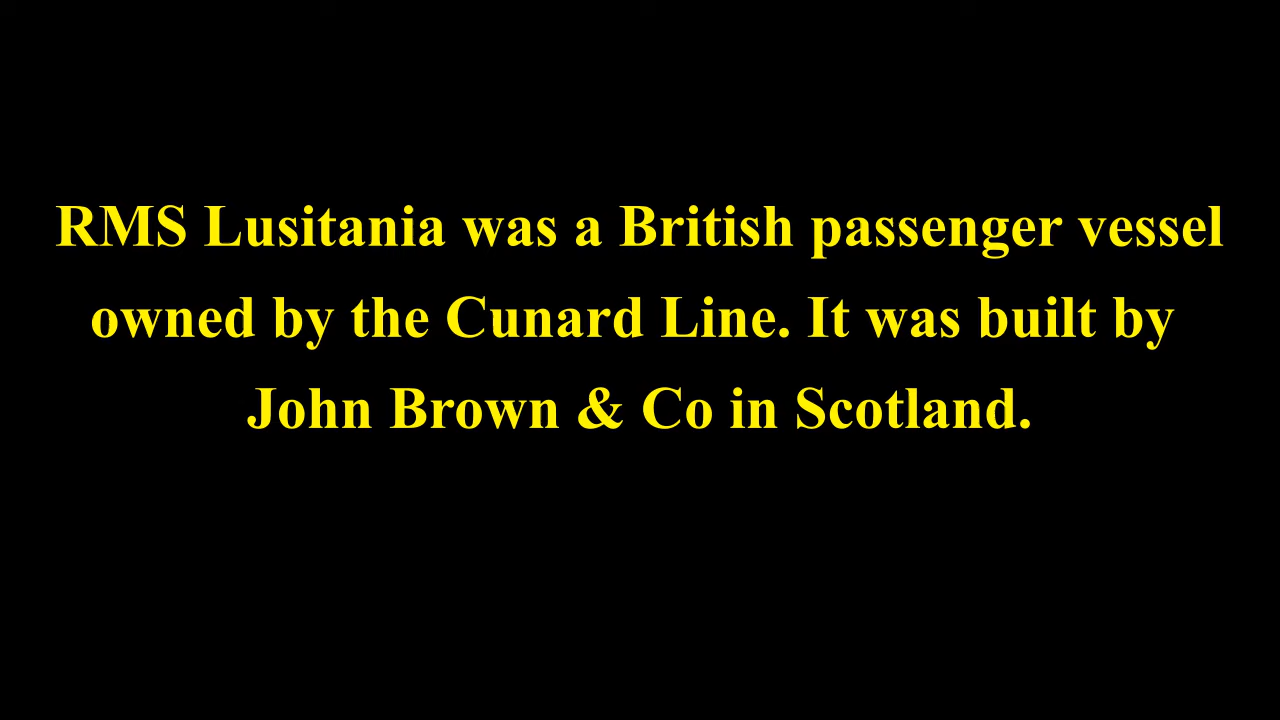 RMS Lusitania was a British passenger vessel
owned by the Cunard Line. It was built by
John Brown & Co in Scotland.